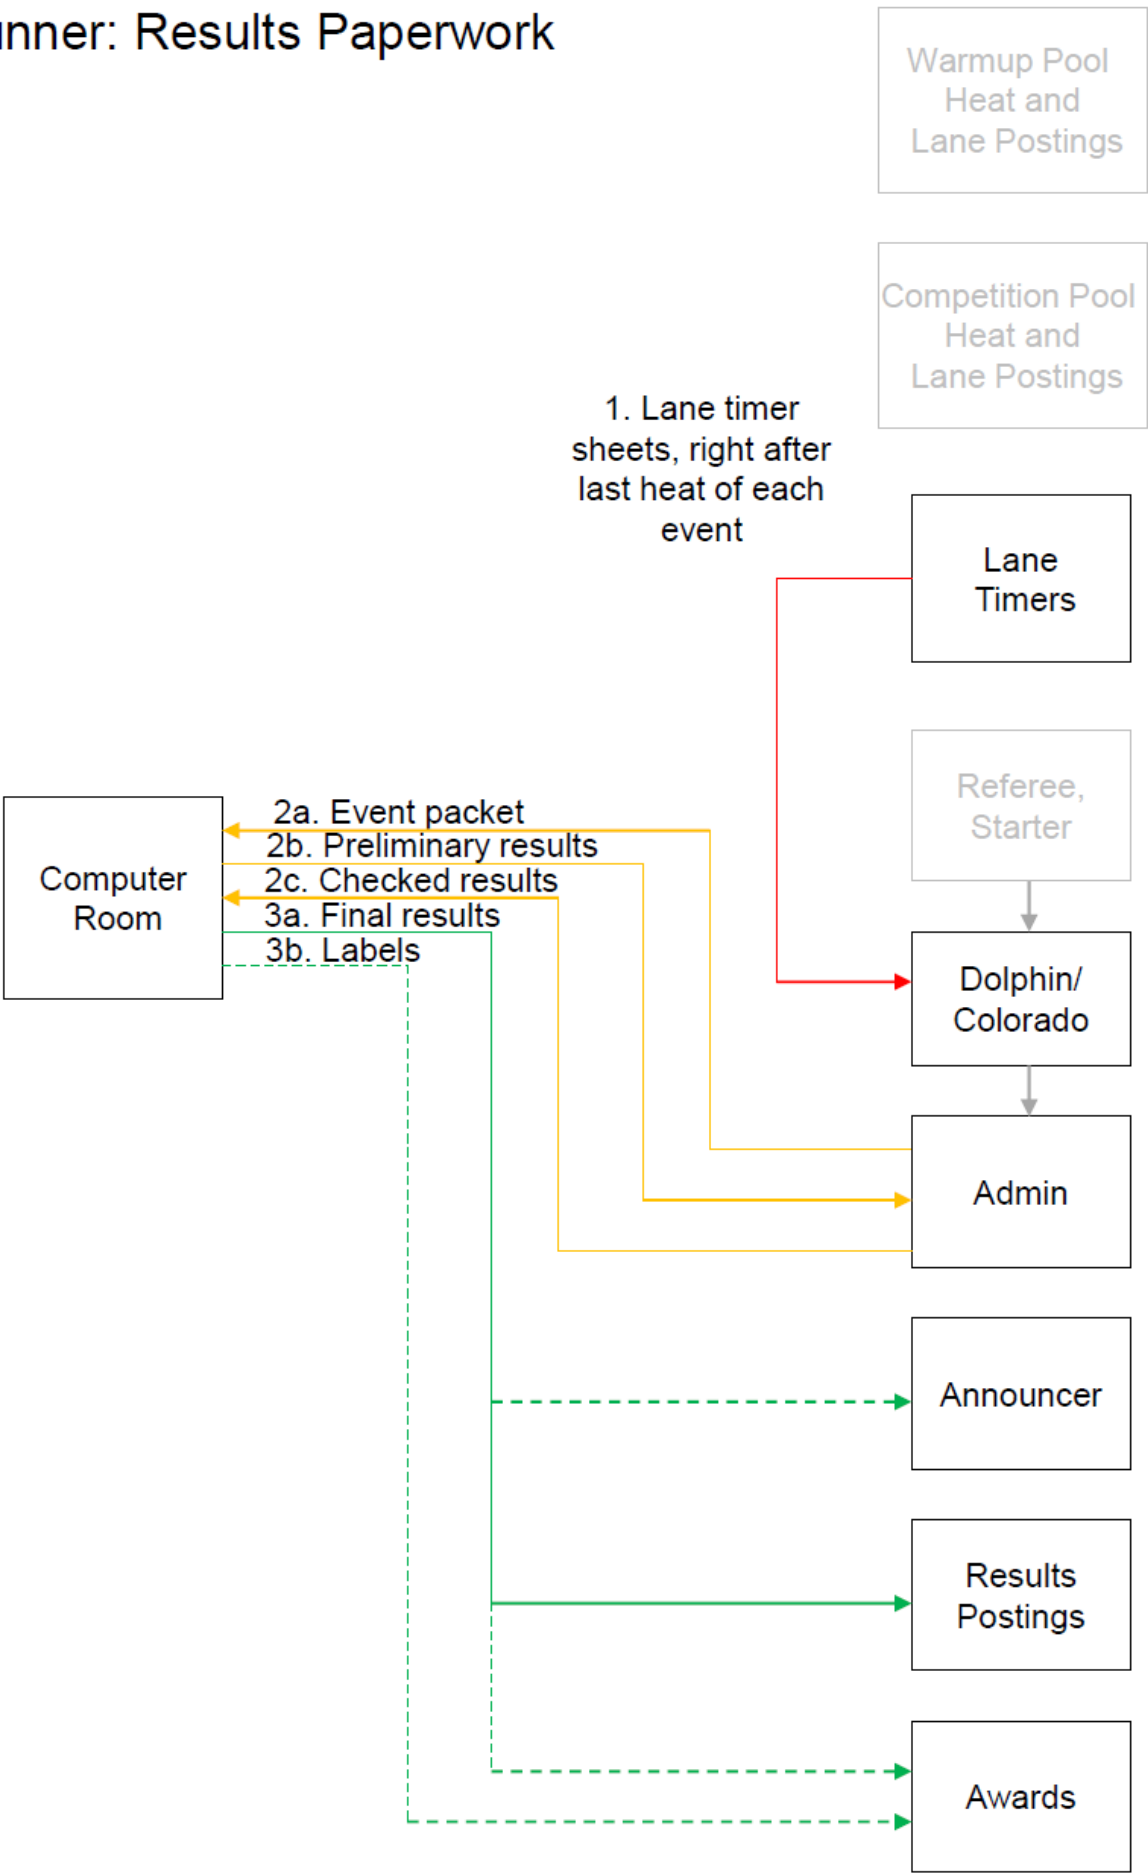 nner: Results Paperwork
Warmup Pool
Heat and
Lane Postings
Competition Pool
Heat and
Lane Postings
1. Lane timer
sheets, right after
last heat of each
event
Lane
Timers
Referee,
Starter
Computer
Room
2a. Event packet
2b. Preliminary results
2c. Checked results
3a. Final results
3b. Labels
Dolphin/
Colorado
Admin
Announcer
Results
Postings
Awards